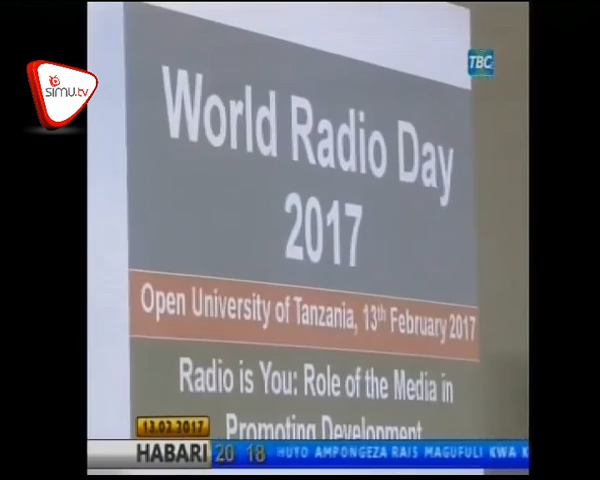 simu.tv
TBC
World Radio Day
2017
Open University of Tanzania, 13th February 2017
Radio is You: Role of the Media in
Promoting Development
13.02.2017
HABARI 20 18 HUYO AMPONGEZA RAIS MAGUFULI KWA K